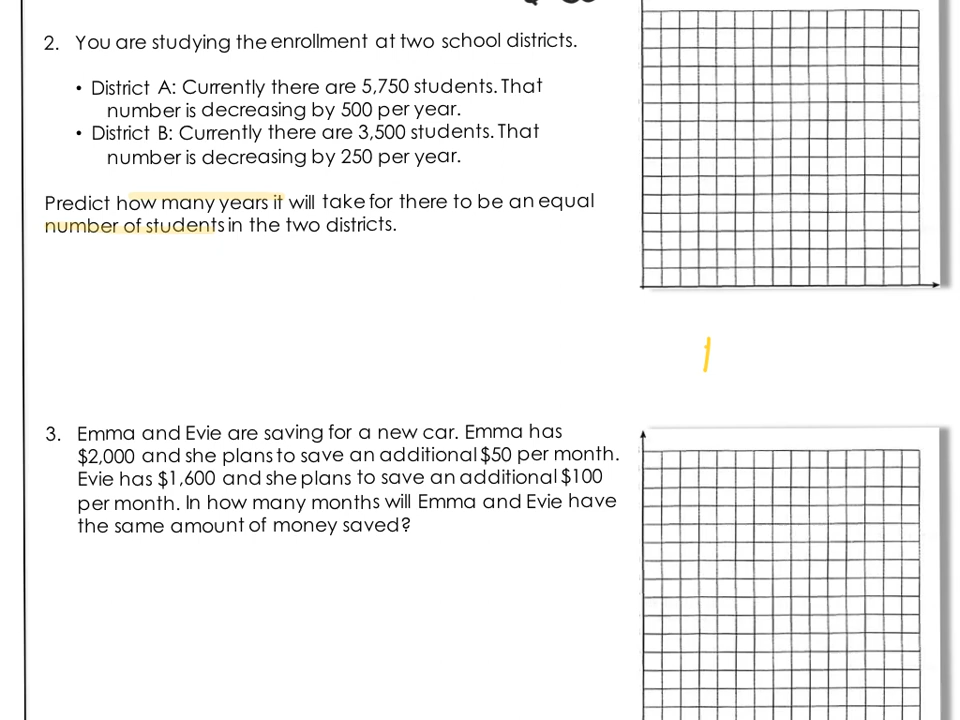 2. You are studying the enrollment at two school districts.
• District A: Currently there are 5,750 students. That
number is decreasing by 500 per year.
• District B: Currently there are 3,500 students. That
number is decreasing by 250 per year.
Predict how many years it will take for there to be an equal
number of students in the two districts.
3. Emma and Evie are saving for a new car. Emma has
$2,000 and she plans to save an additional $50 per month.
Evie has $1,600 and she plans to save an additional $100
per month. In how many months will Emma and Evie have
the same amount of money saved?